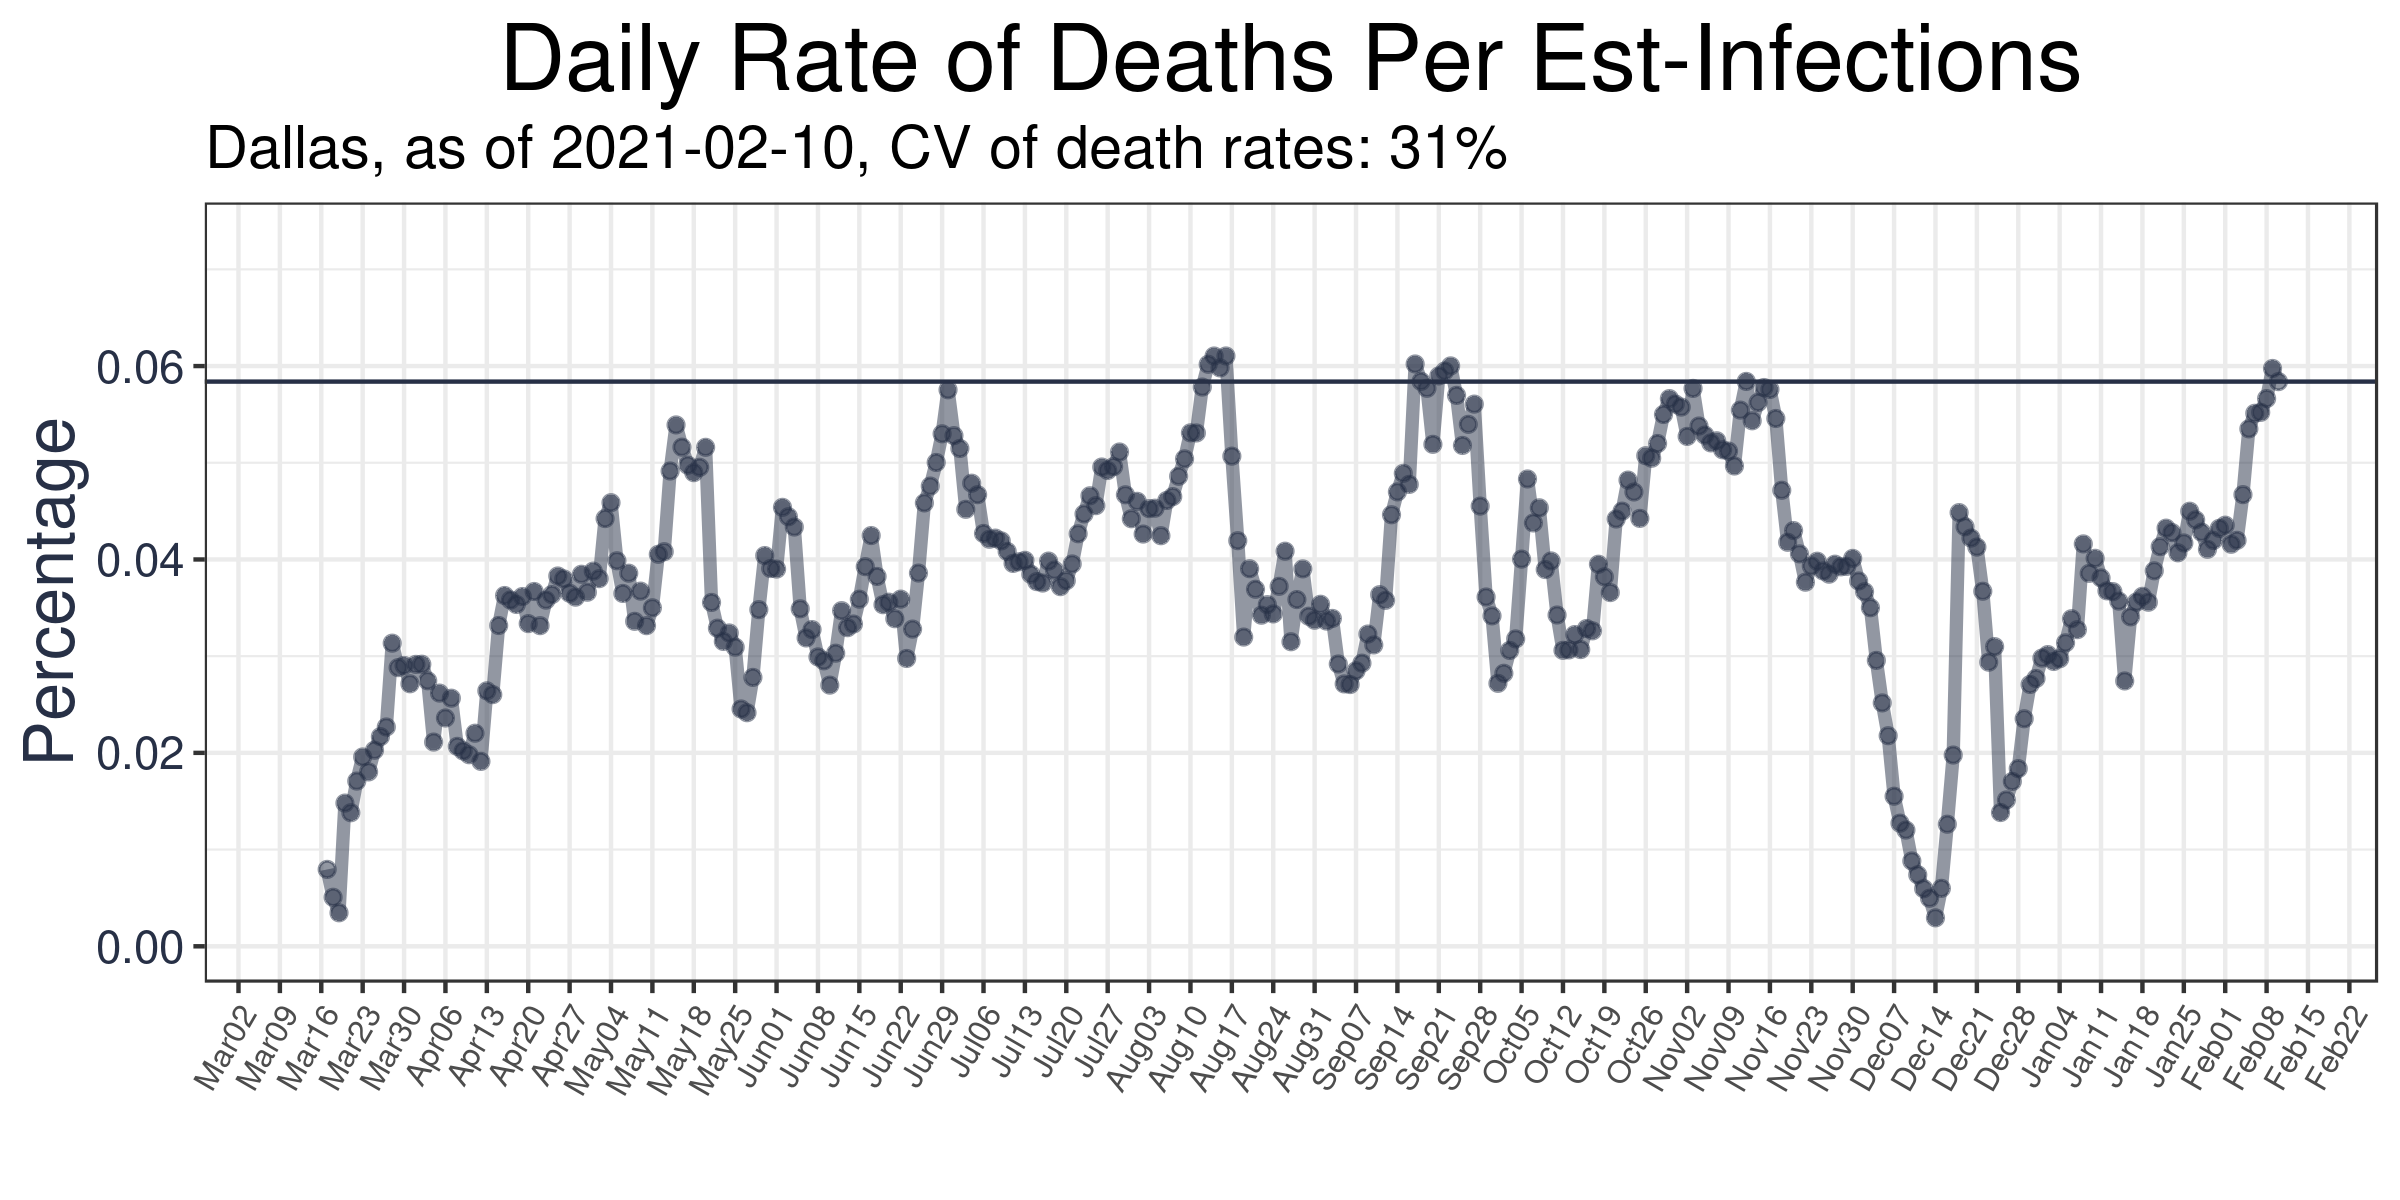 Daily Rate of Deaths Per Est-Infections
Dallas, as of 2021-02-10, CV of death rates: 31%
Percentage
0.06
0.04
0.02
0.00
Mar02
Mar09
Mar16
Mar23
Mar30
Apr06
Apr13
Apr20
Apr27
May04
May11
May18
May25
Jun01
Jun08
Jun15
Jun22
Jun29
Jul06
Jul13
Jul20
Jul27
Aug03
Aug10
Aug17
Aug24
Aug31
Sep07
Sep14
Sep21
Sep28
Oct05
Oct12
Oct19
Oct26
Nov02
Nov09
Nov16
Nov23
Nov30
Dec07
Dec14
Dec21
Dec28
Jan04
Jan11
Jan18
Jan25
Feb01
Feb08
Feb15
Feb22